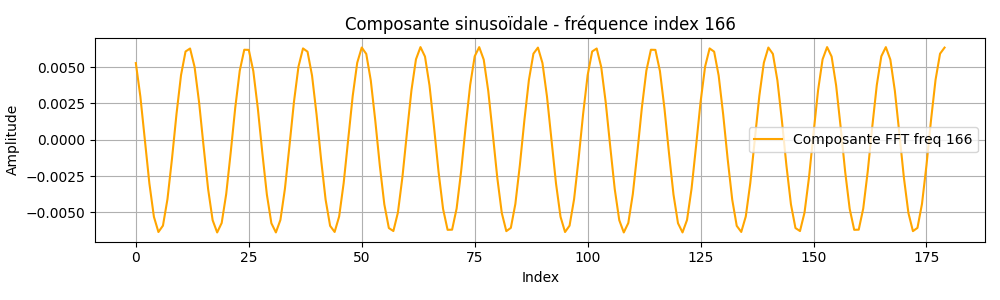 Composante sinusoïdale - fréquence index 166
Amplitude
0.0050
0.0025
0.0000
−0.0025
−0.0050
Composante FFT freq 166
0 25 50 75 100 125 150 175
Index